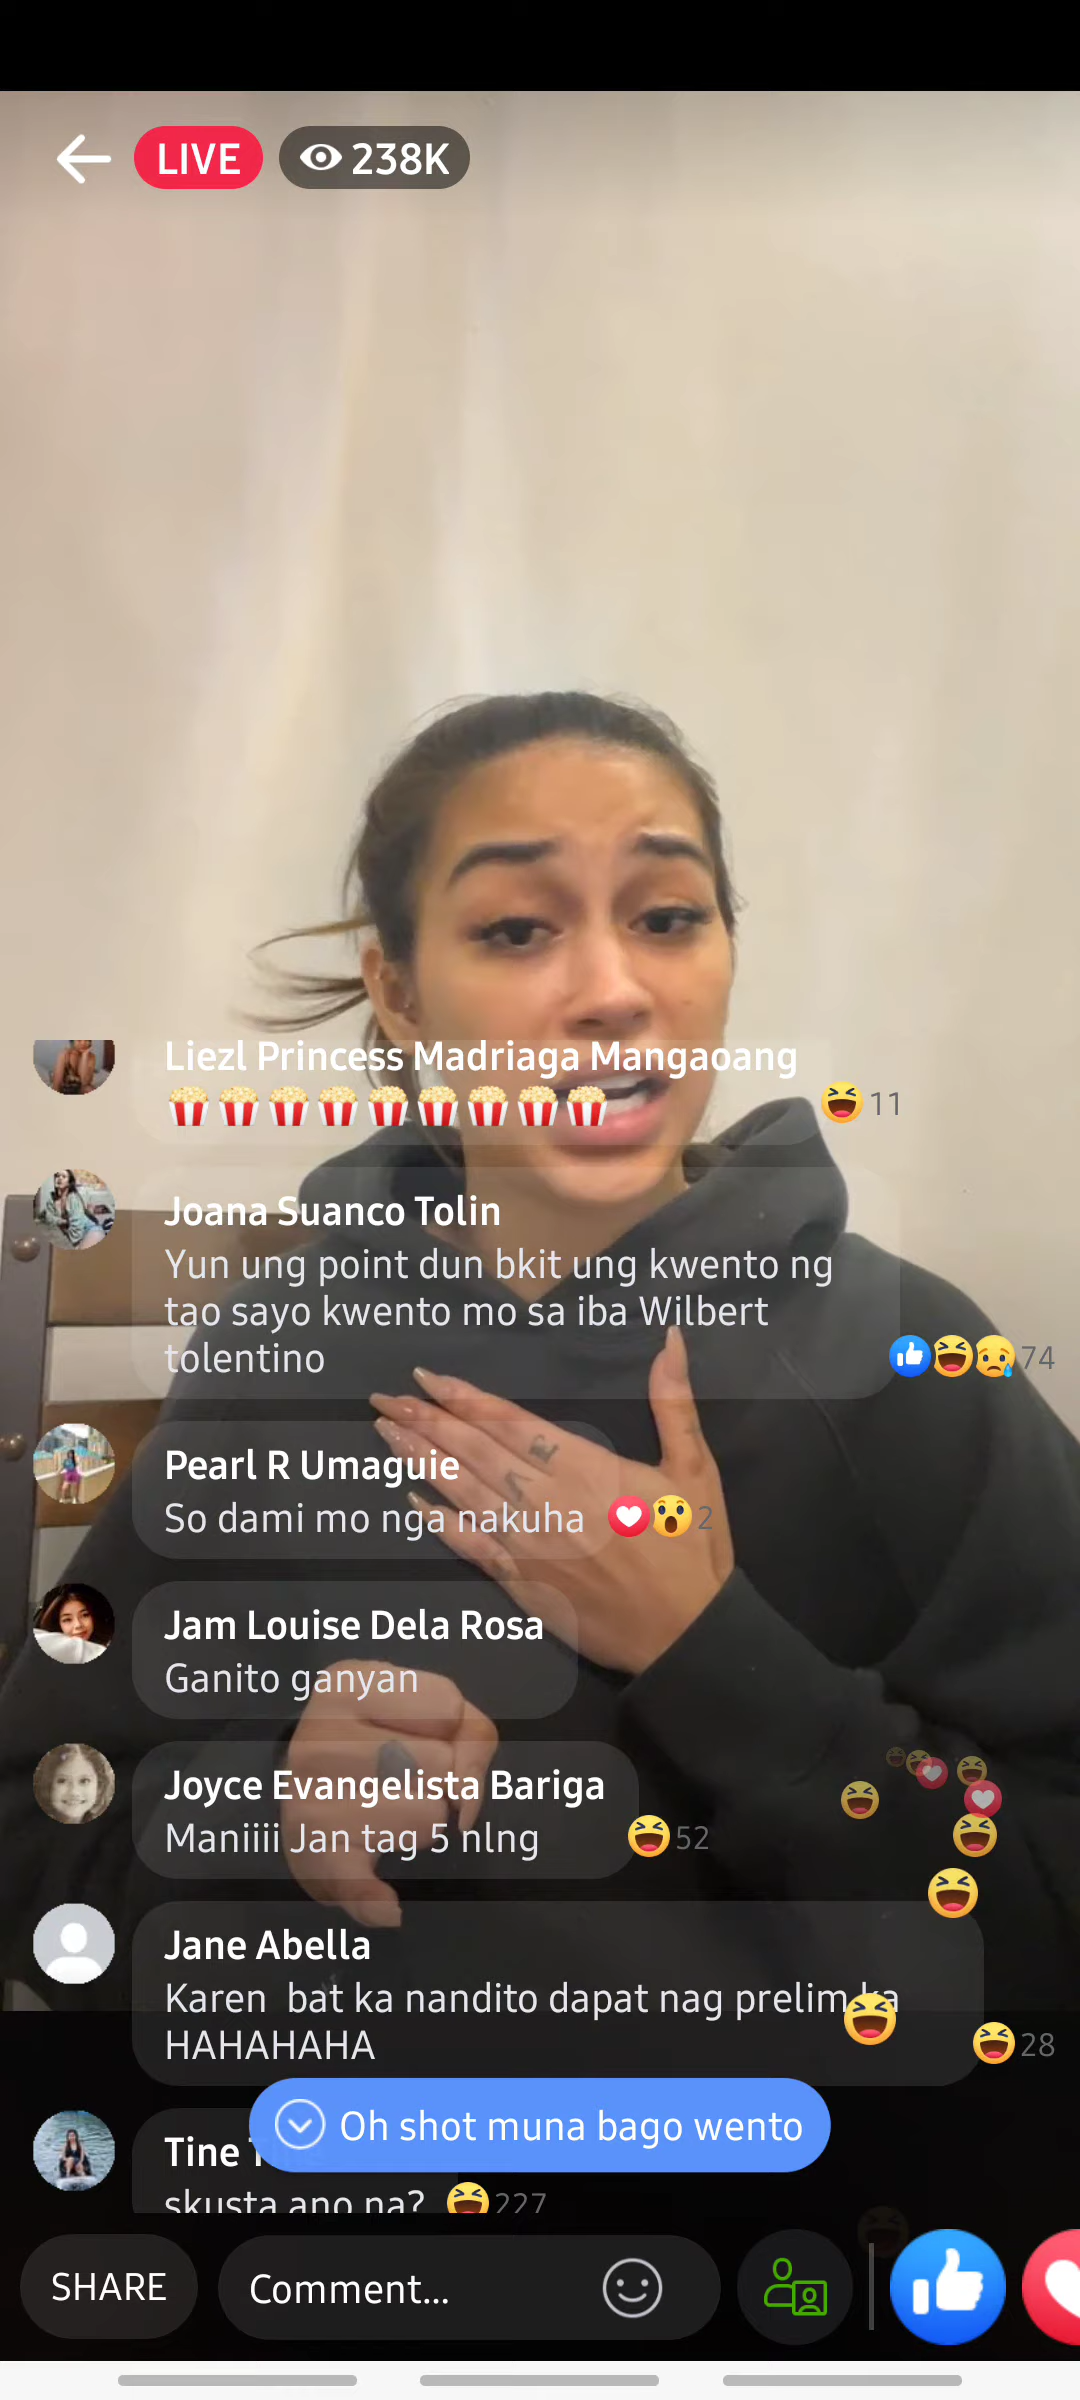 LIVE 238K
Liezl Princess Madriaga Mangaoang
🍿🍿🍿🍿🍿🍿🍿🍿🍿
11
Joana Suanco Tolin
Yun ung point dun bkit ung kwento ng
tao sayo kwento mo sa iba Wilbert
tolentino
74
Pearl R Umaguie
So dami mo nga nakuha 2
Jam Louise Dela Rosa
Ganito ganyan
Joyce Evangelista Bariga
Maniiii Jan tag 5 nlng 52
Jane Abella
Karen bat ka nandito dapat nag prelim ka
HAHAHAHA 28
Oh shot muna bago wento
Tine
skusta ano na? 227
SHARE Comment...